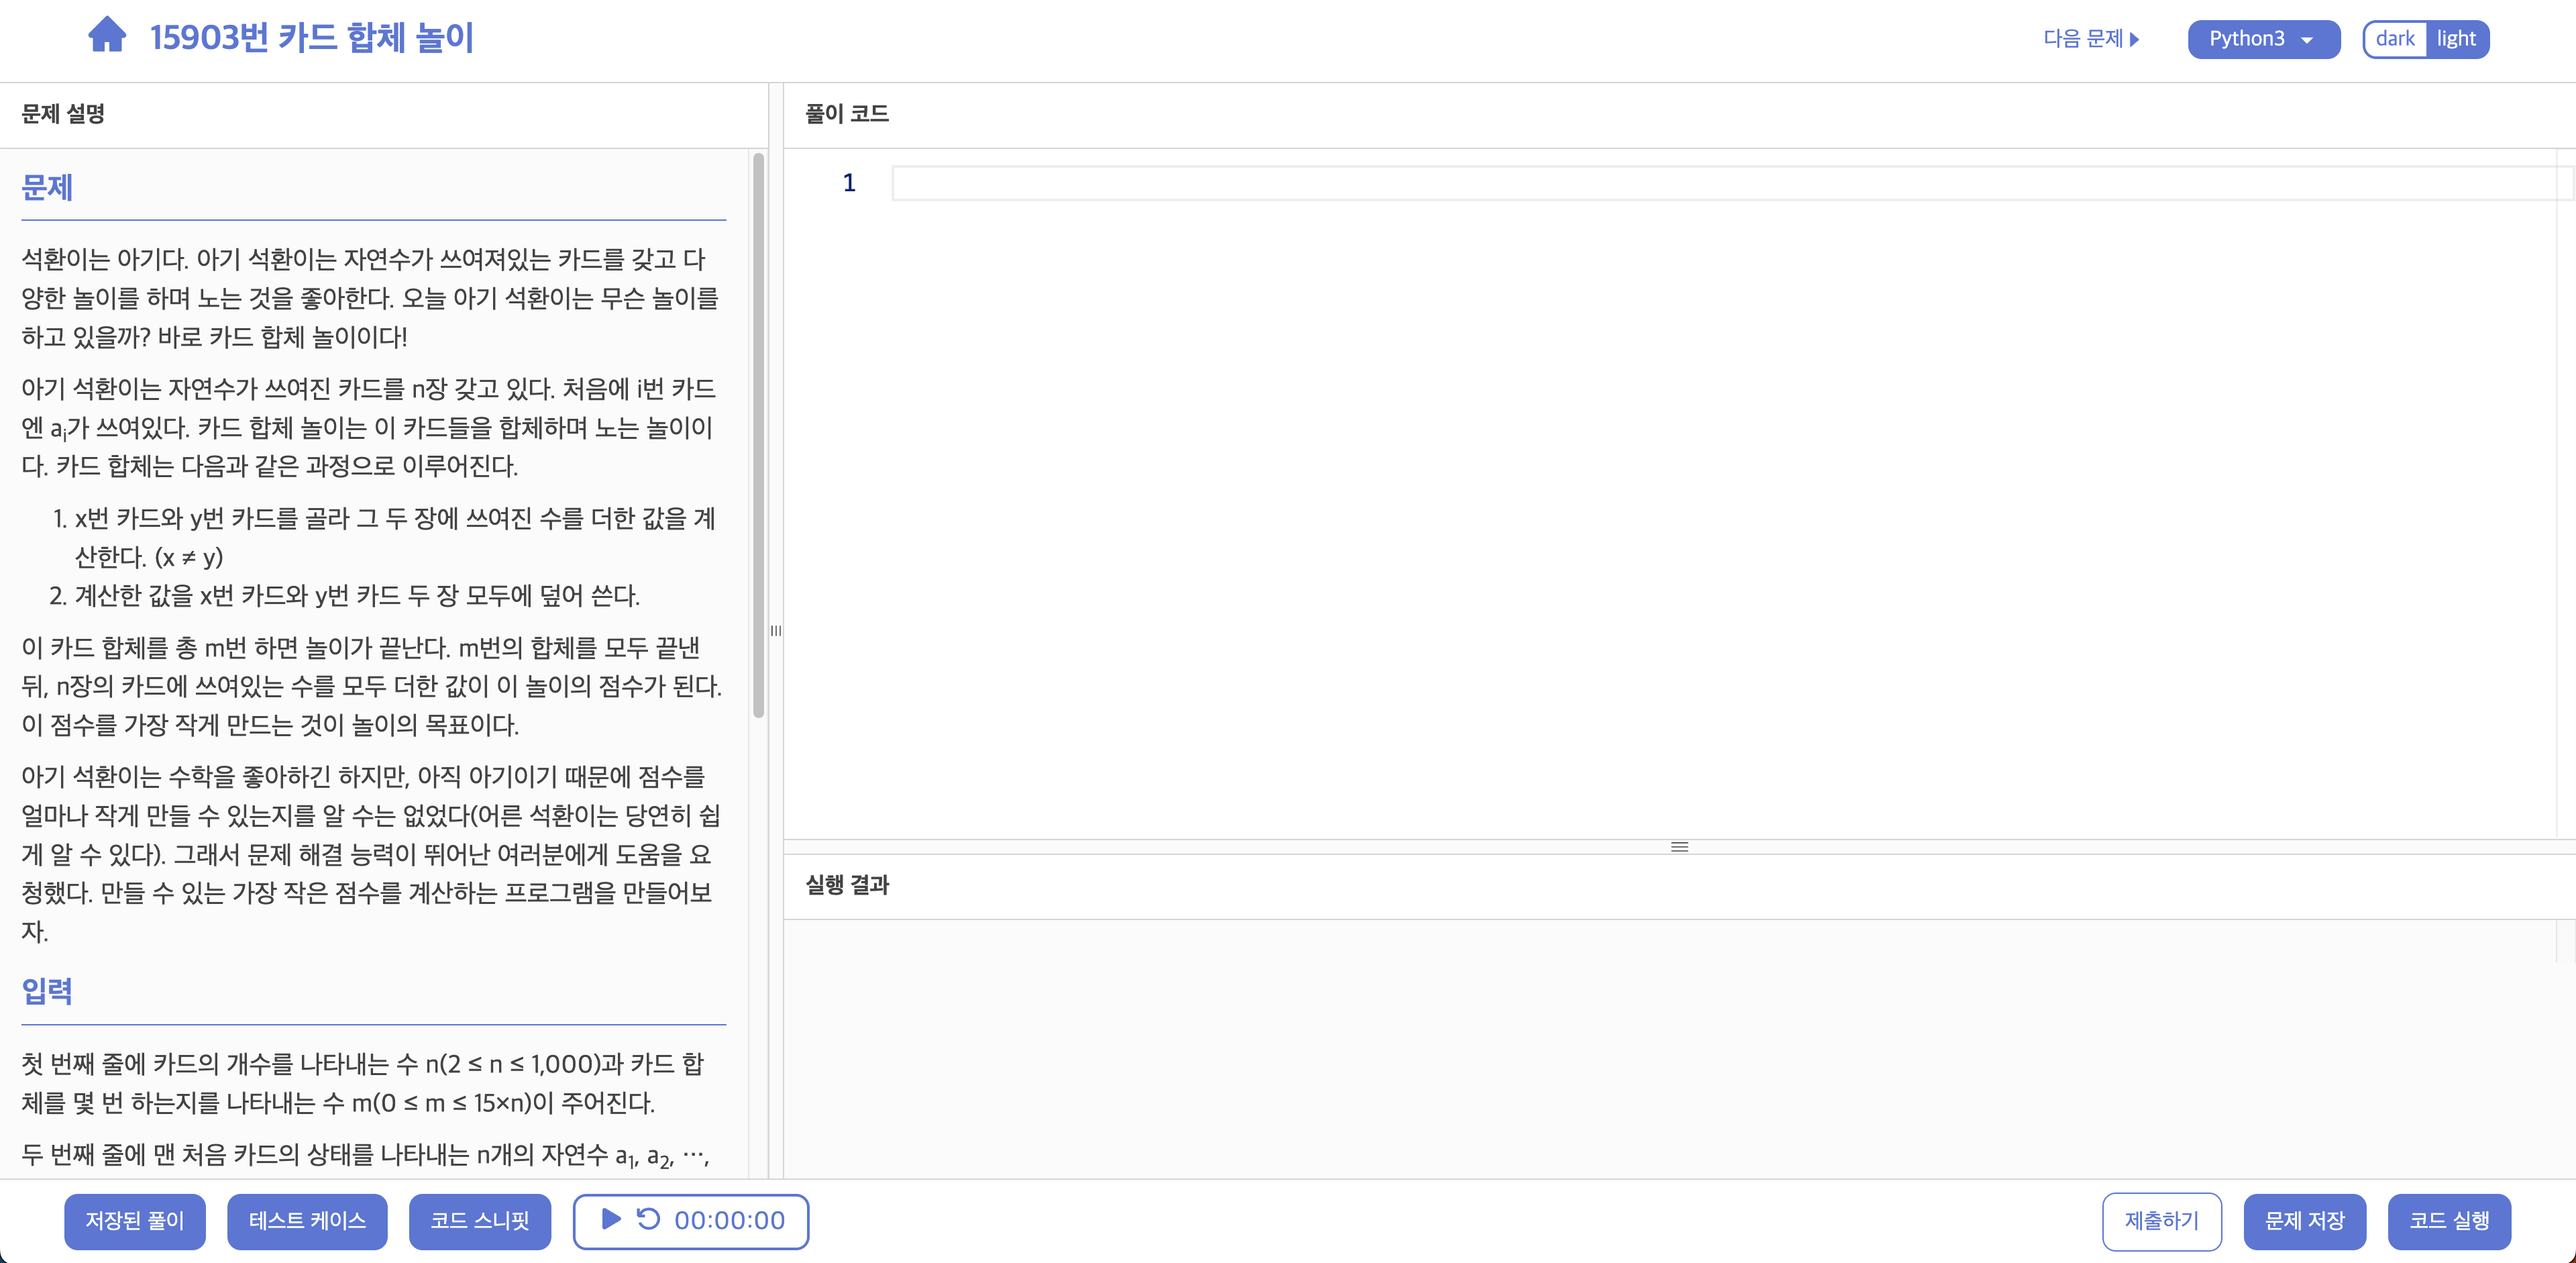 15903번 카드 합체 놀이
다음 문제
Python3
dark light
문제 설명
문제
석환이는 아기다. 아기 석환이는 자연수가 쓰여져있는 카드를 갖고 다
양한 놀이를 하며 노는 것을 좋아한다. 오늘 아기 석환이는 무슨 놀이를
하고 있을까? 바로 카드 합체 놀이이다!
아기 석환이는 자연수가 쓰여진 카드를 n장 갖고 있다. 처음에 i번 카드
엔 aᵢ가 쓰여있다. 카드 합체 놀이는 이 카드들을 합체하며 노는 놀이이
다. 카드 합체는 다음과 같은 과정으로 이루어진다.
1. x번 카드와 y번 카드를 골라 그 두 장에 쓰여진 수를 더한 값을 계
산한다. (x ≠ y)
2. 계산한 값을 x번 카드와 y번 카드 두 장 모두에 덮어 쓴다.
이 카드 합체를 총 m번 하면 놀이가 끝난다. m번의 합체를 모두 끝낸
뒤, n장의 카드에 쓰여있는 수를 모두 더한 값이 이 놀이의 점수가 된다.
이 점수를 가장 작게 만드는 것이 놀이의 목표이다.
아기 석환이는 수학을 좋아하긴 하지만, 아직 아기이기 때문에 점수를
얼마나 작게 만들 수 있는지를 알 수는 없었다(어른 석환이는 당연히 쉽
게 알 수 있다). 그래서 문제 해결 능력이 뛰어난 여러분에게 도움을 요
청했다. 만들 수 있는 가장 작은 점수를 계산하는 프로그램을 만들어보
자.
입력
첫 번째 줄에 카드의 개수를 나타내는 수 n(2 ≤ n ≤ 1,000)과 카드 합
체를 몇 번 하는지를 나타내는 수 m(0 ≤ m ≤ 15×n)이 주어진다.
두 번째 줄에 맨 처음 카드의 상태를 나타내는 n개의 자연수 a₁, a₂, …,
풀이 코드
1
실행 결과
저장된 풀이
테스트 케이스
코드 스니핏
00:00:00
제출하기
문제 저장
코드 실행